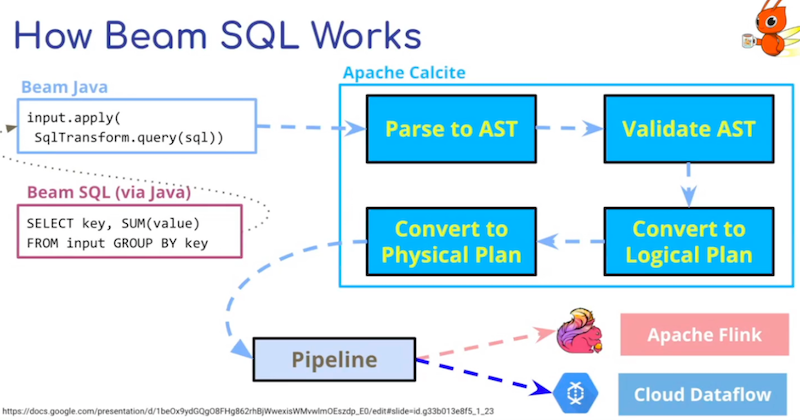 How Beam SQL Works
Beam Java
input.apply(
SqlTransform.query(sql))
Beam SQL (via Java)
SELECT key, SUM(value)
FROM input GROUP BY key
Apache Calcite
Parse to AST
Validate AST
Convert to
Physical Plan
Convert to
Logical Plan
Pipeline
Apache Flink
Cloud Dataflow
https://docs.google.com/presentation/d/1beOx9ydGQgO8FHg862rhBjWwexisWMvwlmOEszdp_E0/edit#slide=id.g33b013e8f5_1_23